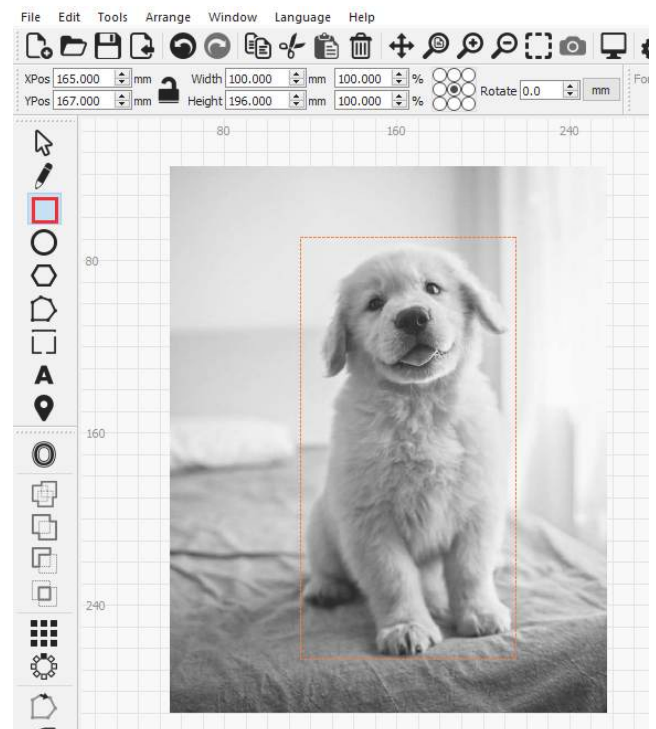 File Edit Tools Arrange Window Language Help
XPos 165.000 mm Width 100.000 mm 100.000 % Rotate 0.0 mm
YPos 167.000 mm Height 196.000 mm 100.000 %
80 160 240
80
160
240